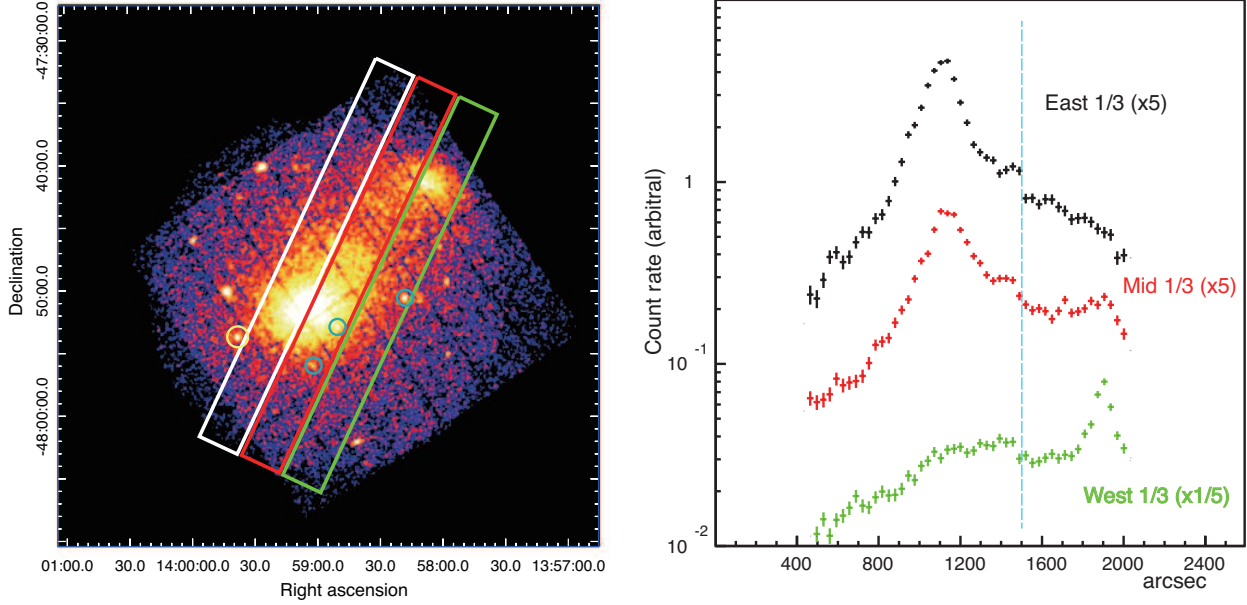 -47:30:00.0
40:00.0
50:00.0
-48:00:00.0
Declination
01:00.0 30.0 14:00:00.0 30.0 59:00.0 30.0 58:00.0 30.0 13:57:00.0
Right ascension
Count rate (arbitral)
1
10 -1
10 -2
East 1/3 (x5)
Mid 1/3 (x5)
West 1/3 (x1/5)
400 800 1200 1600 2000 2400
arcsec